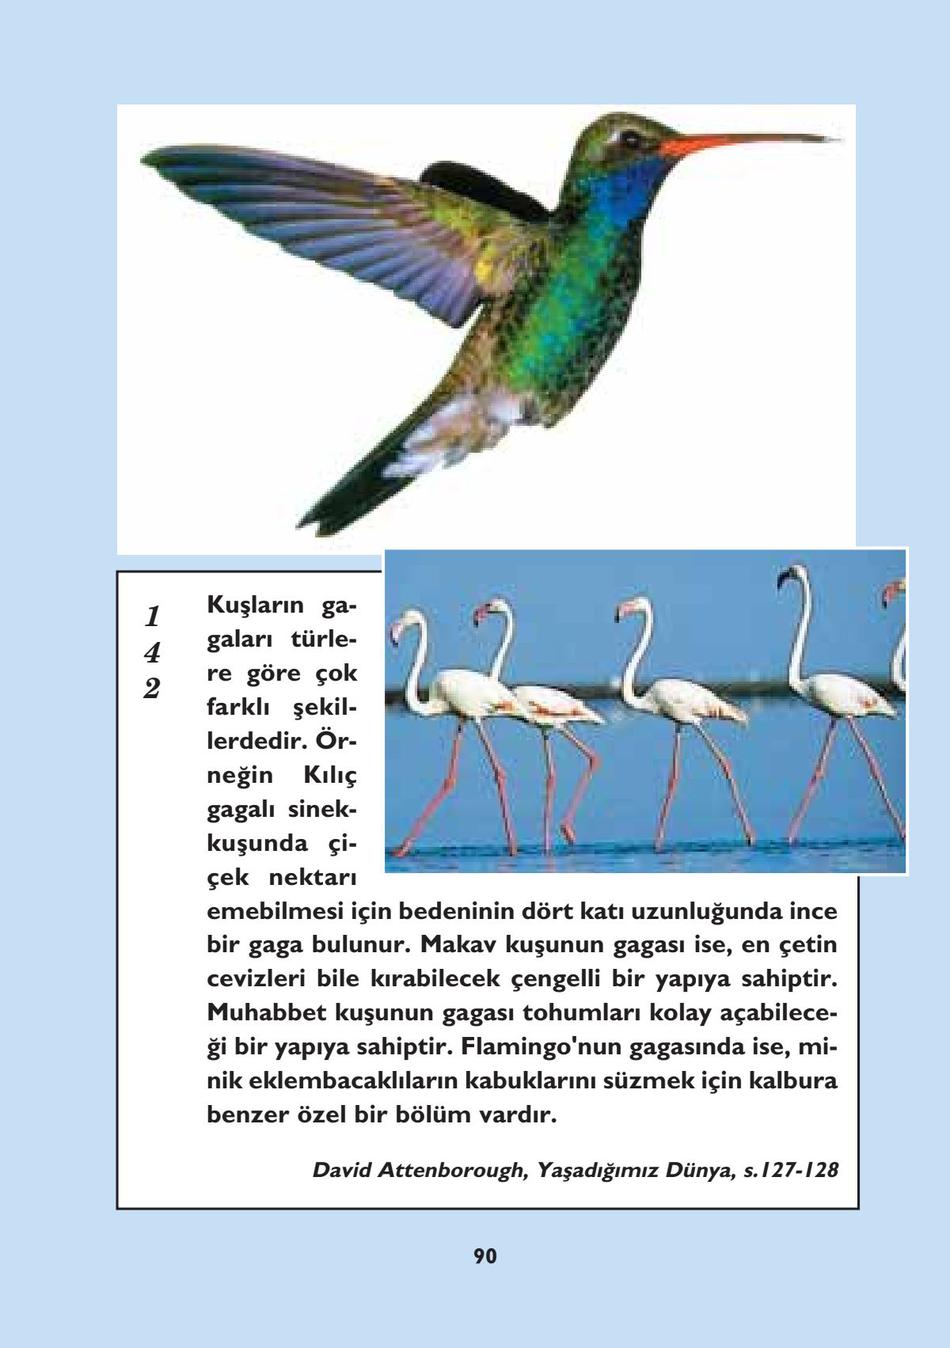 1
4
2
Kuşların ga-
gaları türle-
re göre çok
farklı şekil-
lerdedir. Ör-
neğin Kılıç
gagalı sinek-
kuşunda çi-
çek nektarı
emebilmesi için bedeninin dört katı uzunluğunda ince
bir gaga bulunur. Makav kuşunun gagası ise, en çetin
cevizleri bile kırabilecek çengelli bir yapıya sahiptir.
Muhabbet kuşunun gagası tohumları kolay açabilece-
ği bir yapıya sahiptir. Flamingo'nun gagasında ise, mi-
nik eklembacaklıların kabuklarını süzmek için kalbura
benzer özel bir bölüm vardır.
David Attenborough, Yaşadığımız Dünya, s.127-128
90